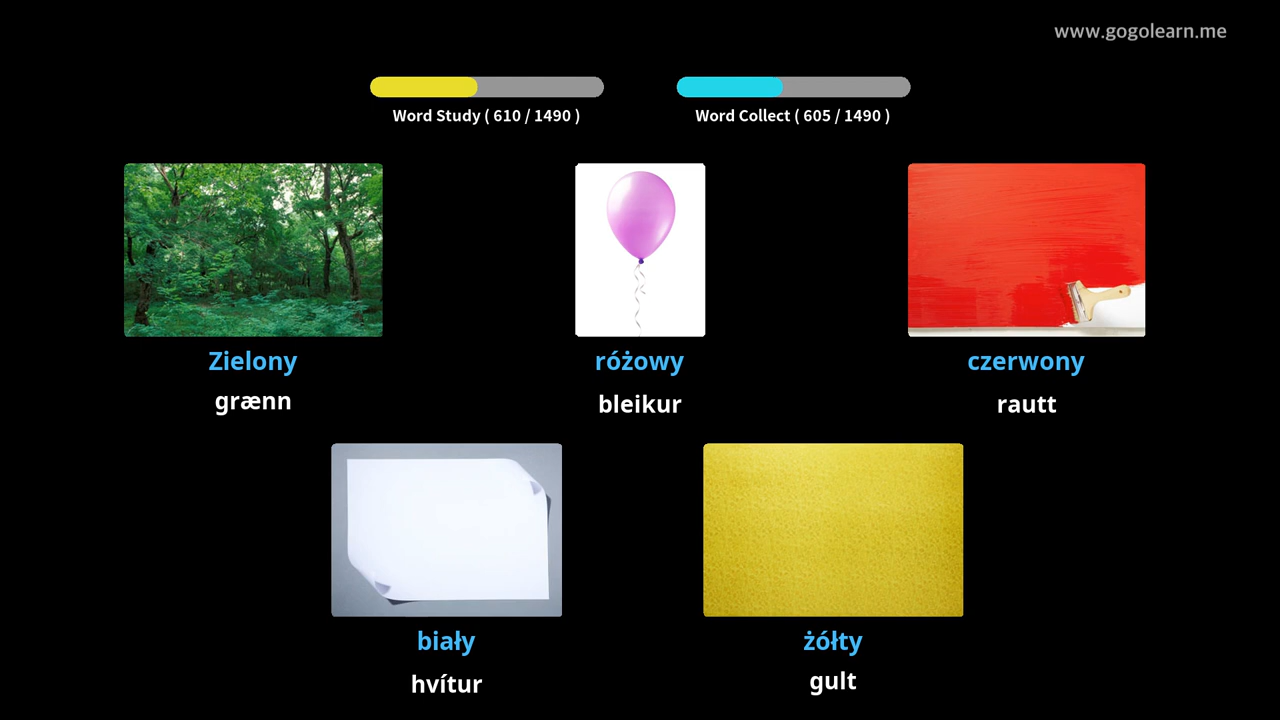 www.gogolearn.me
Word Study ( 610 / 1490 )
Word Collect ( 605 / 1490 )
Zielony
różowy
czerwony
grænn
bleikur
rautt
biały
żółty
hvítur
gult